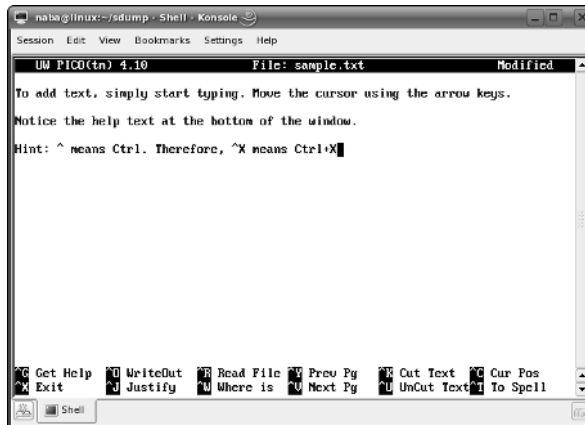 naba@linux:~/sdump - Shell - Konsole
Session Edit View Bookmarks Settings Help
UW PICO(tm) 4.10 File: sample.txt Modified
To add text, simply start typing. Move the cursor using the arrow keys.
Notice the help text at the bottom of the window.
Hint: ^ means Ctrl. Therefore, ^X means Ctrl+X
^G Get Help ^O WriteOut ^R Read File ^Y Prev Pg ^K Cut Text ^C Cur Pos
^X Exit ^J Justify ^W Where is ^V Next Pg ^U UnCut Text ^T To Spell
Shell